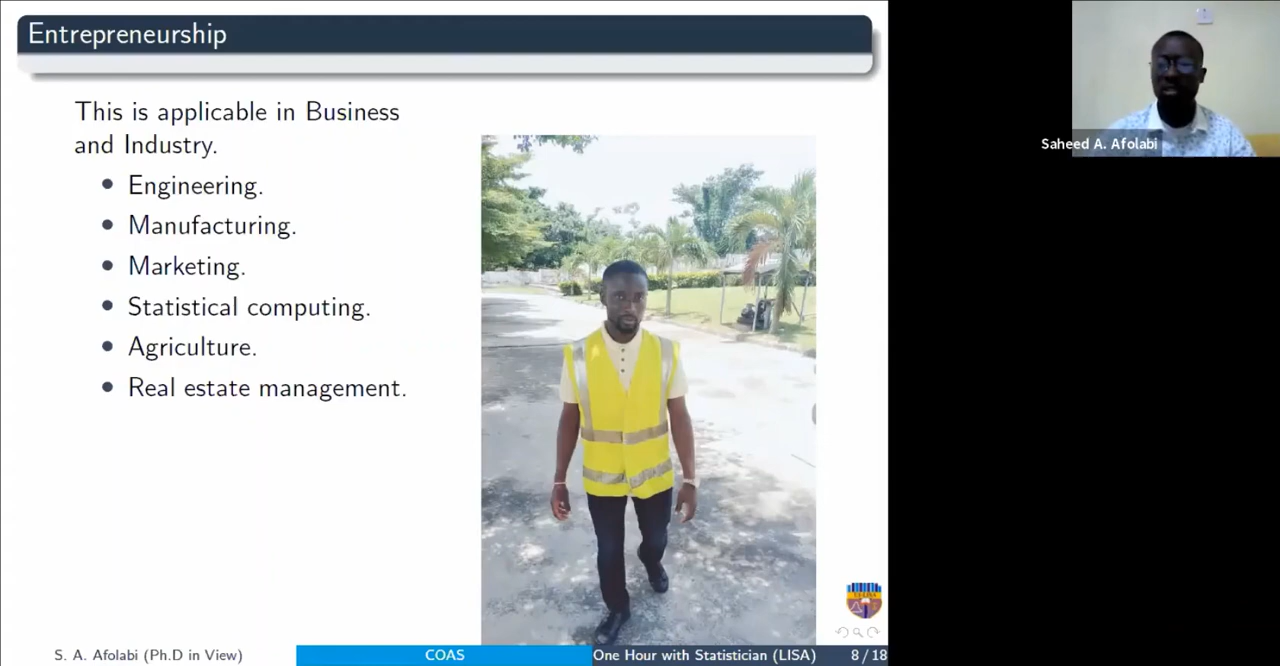 Entrepreneurship
This is applicable in Business
and Industry.
Engineering.
Manufacturing.
Marketing.
Statistical computing.
Agriculture.
Real estate management.
Saheed A. Afolabi
S. A. Afolabi (Ph.D in View)
COAS
One Hour with Statistician (LISA)
8 / 18